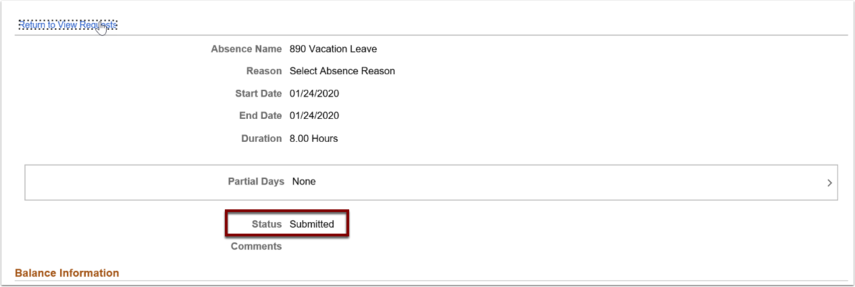 Return to View Requests
Absence Name 890 Vacation Leave
Reason Select Absence Reason
Start Date 01/24/2020
End Date 01/24/2020
Duration 8.00 Hours
Partial Days None
Status Submitted
Comments
Balance Information